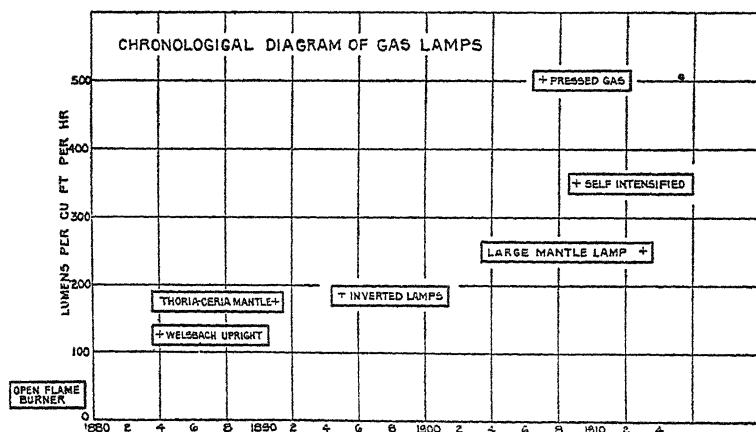 CHRONOLOGICAL DIAGRAM OF GAS LAMPS
LUMENS PER CU FT PER HR
500
+ PRESSED GAS
400
+ SELF INTENSIFIED
300
LARGE MANTLE LAMP +
200
THORIA-CERIA MANTLE +
+ INVERTED LAMPS
+ WELSBACH UPRIGHT
100
OPEN FLAME
BURNER
0
1880 2 4 6 8 1890 2 4 6 8 1900 2 4 6 8 1910 2 4